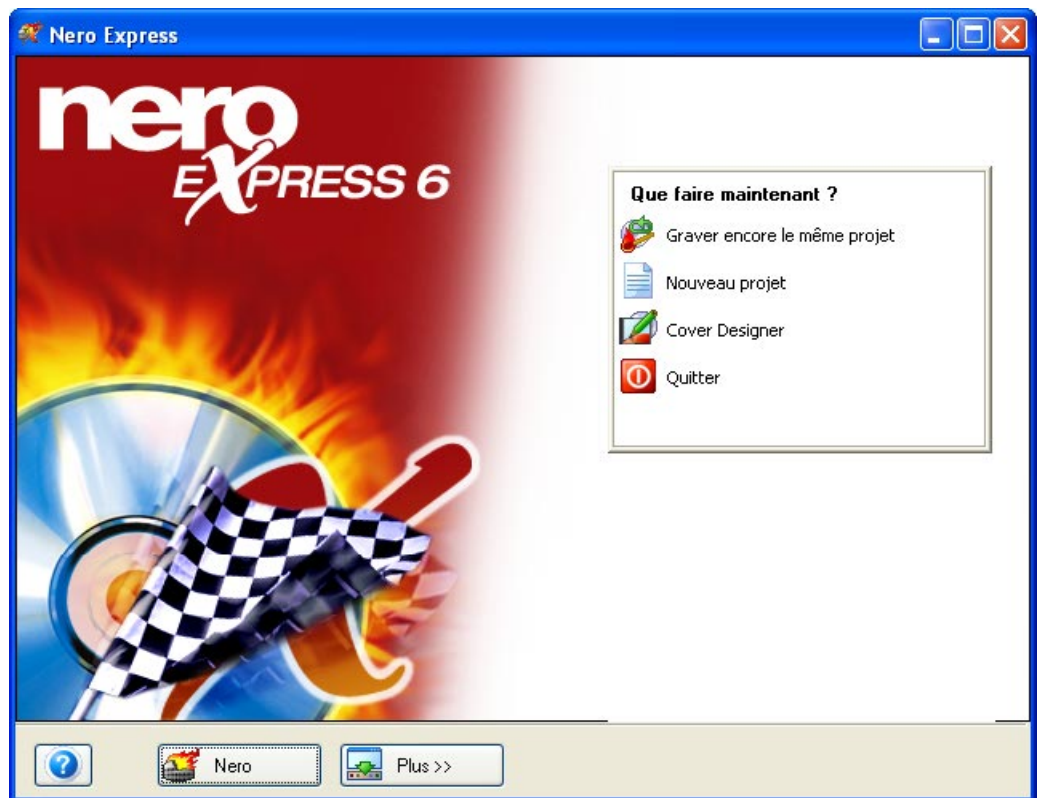 Nero Express
nero
EXPRESS 6
Que faire maintenant ?
Graver encore le même projet
Nouveau projet
Cover Designer
Quitter
?
Nero
Plus >>